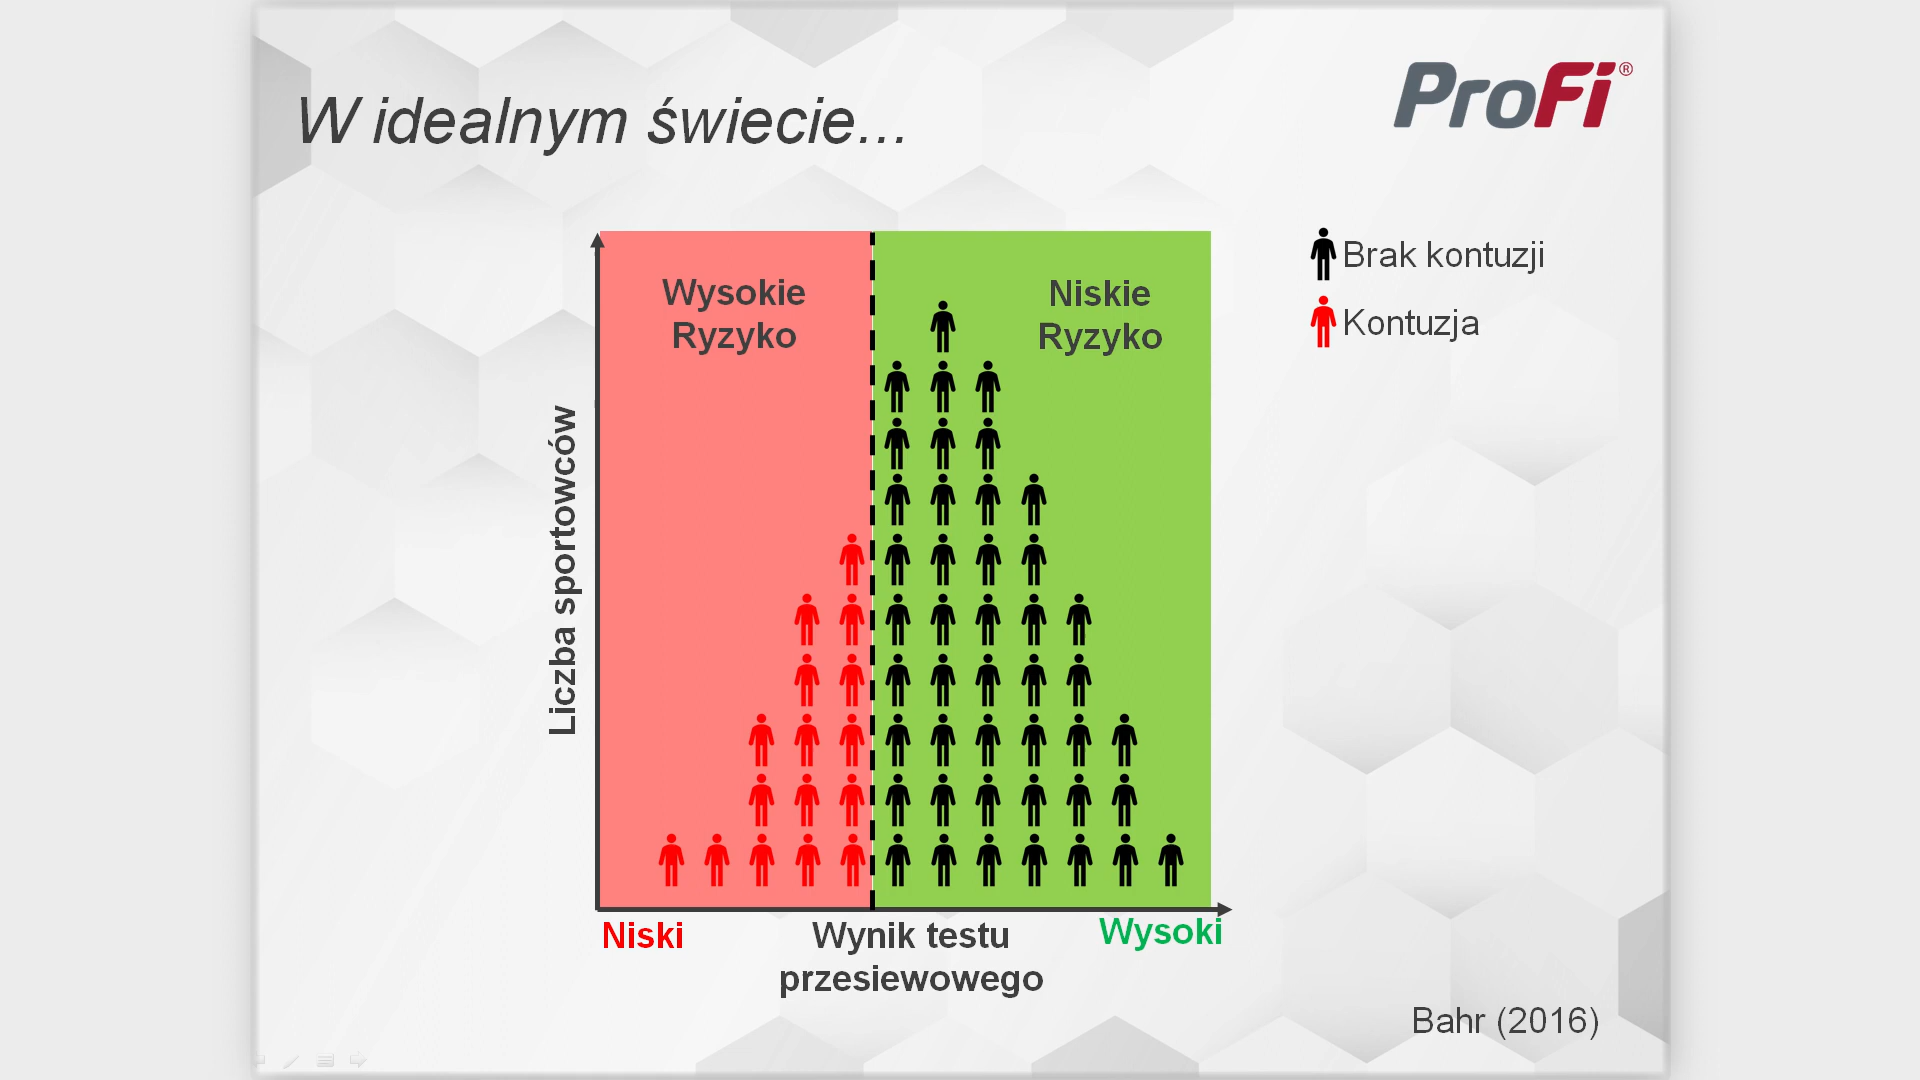 W idealnym świecie...
ProFi®
Brak kontuzji
Kontuzja
Wysokie
Ryzyko
Niskie
Ryzyko
Liczba sportowców
Niski
Wynik testu
przesiewowego
Wysoki
Bahr (2016)